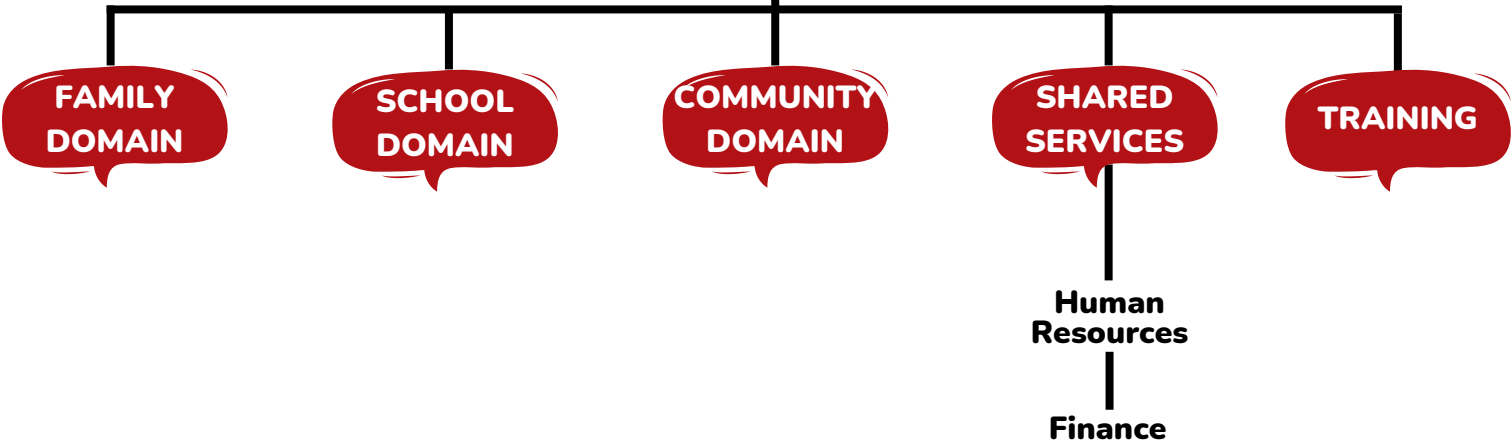 FAMILY
DOMAIN
SCHOOL
DOMAIN
COMMUNITY
DOMAIN
SHARED
SERVICES
TRAINING
Human
Resources
Finance